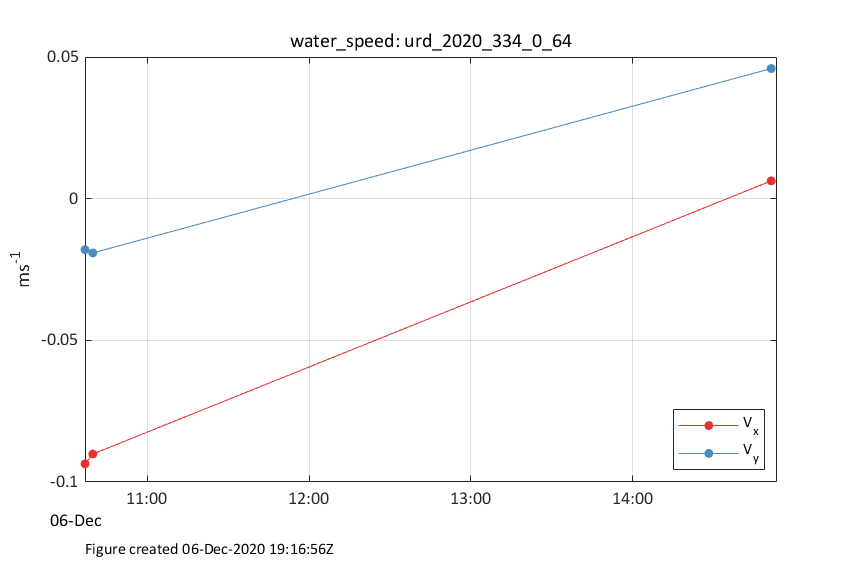 water_speed: urd_2020_334_0_64
0.05
0
-0.05
-0.1
ms-1
11:00 12:00 13:00 14:00
06-Dec
Vx
Vy
Figure created 06-Dec-2020 19:16:56Z